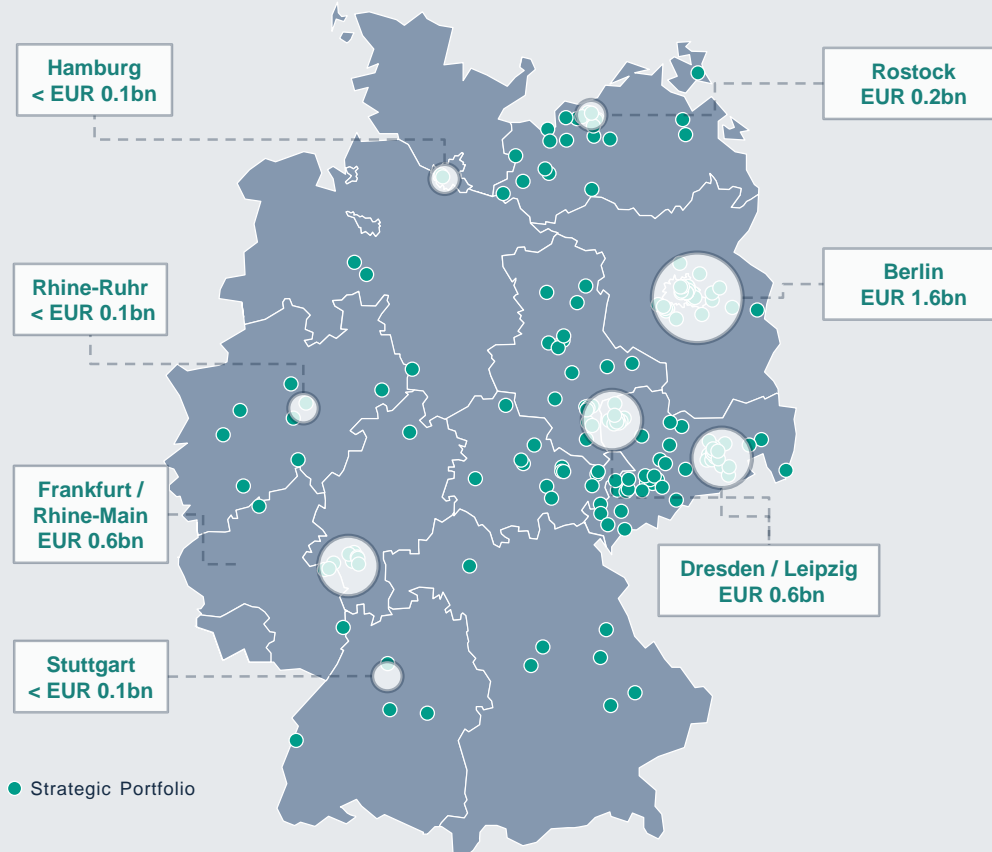 Hamburg
< EUR 0.1bn
Rostock
EUR 0.2bn
Rhine-Ruhr
< EUR 0.1bn
Berlin
EUR 1.6bn
Frankfurt /
Rhine-Main
EUR 0.6bn
Dresden / Leipzig
EUR 0.6bn
Stuttgart
< EUR 0.1bn
Strategic Portfolio